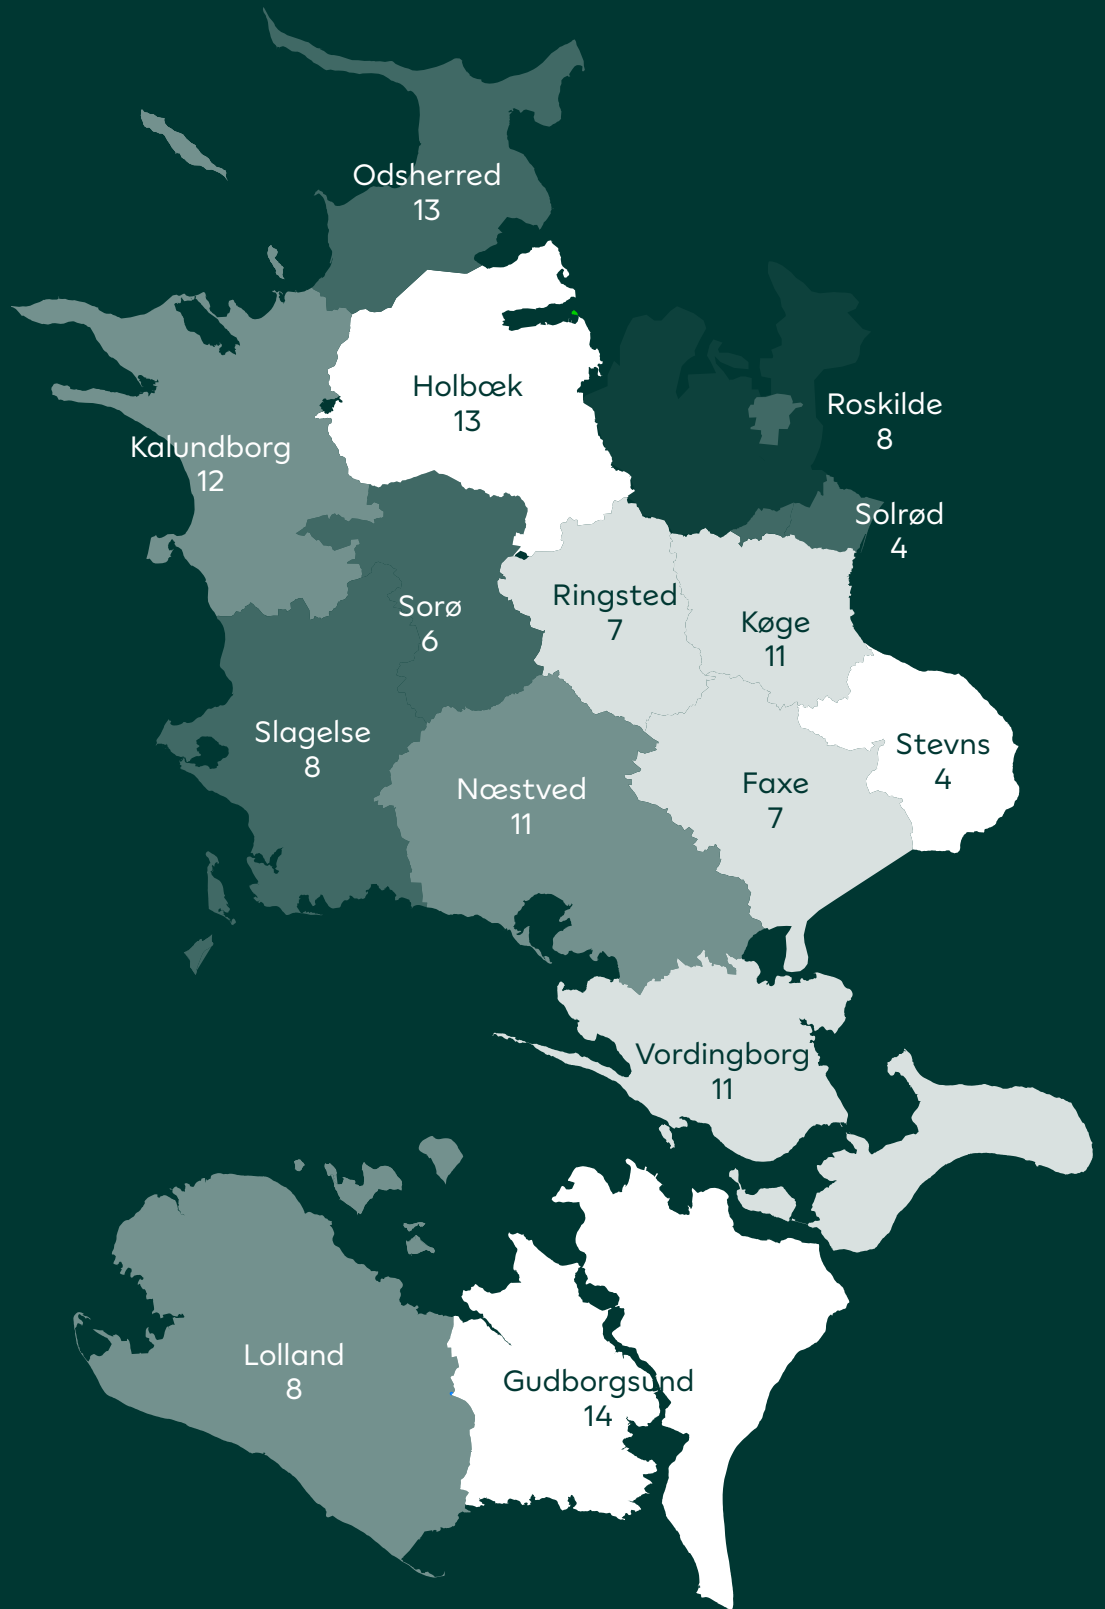 Odsherred
13
Holbæk
13
Roskilde
8
Kalundborg
12
Solrød
4
Ringsted
7
Sorø
6
Køge
11
Slagelse
8
Stevns
4
Næstved
11
Faxe
7
Vordingborg
11
Lolland
8
Gudborgsund
14